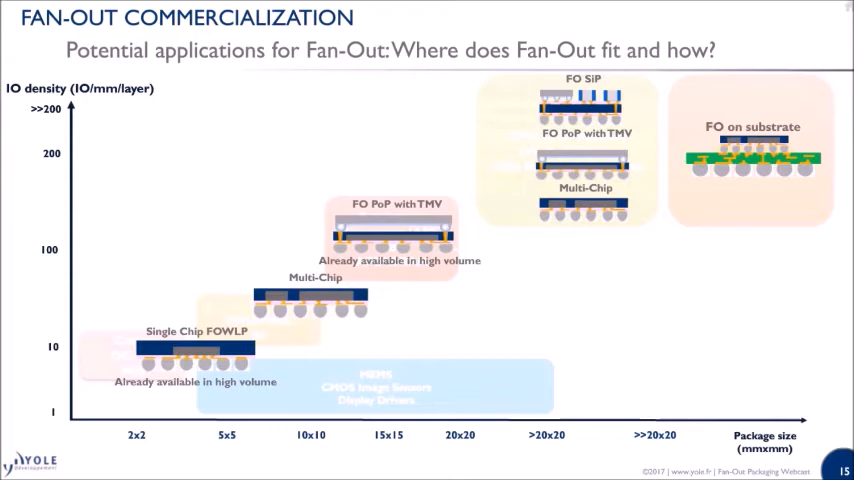 FAN-OUT COMMERCIALIZATION
Potential applications for Fan-Out: Where does Fan-Out fit and how?
IO density (IO/mm/layer)
>>200
200
100
10
1
FO SiP
FO PoP with TMV
Multi-Chip
FO on substrate
FO PoP with TMV
Already available in high volume
Multi-Chip
Single Chip FOWLP
Already available in high volume
MEMS
CMOS Image Sensors
Display Drivers
2x2
5x5
10x10
15x15
20x20
>20x20
>>20x20
Package size
(mmxmm)
YOLE
Développement
©2017 | www.yole.fr | Fan-Out Packaging Webcast
15